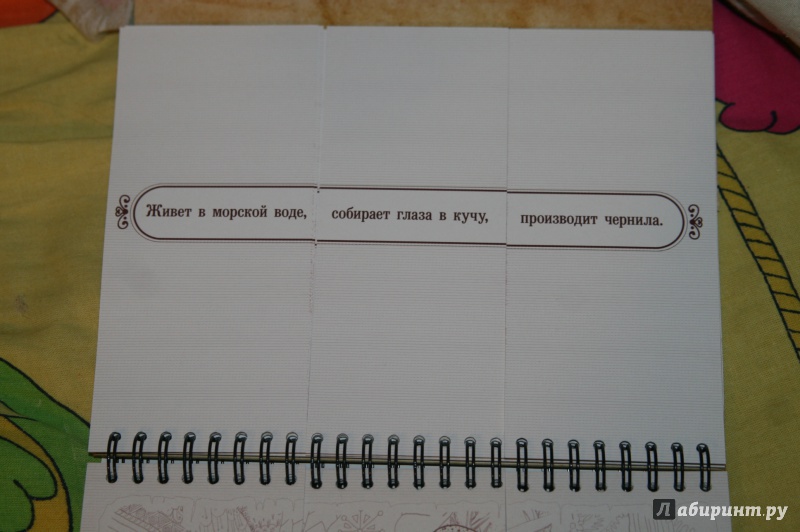 Живет в морской воде, собирает глаза в кучу, производит чернила.
Лабиринт.ру